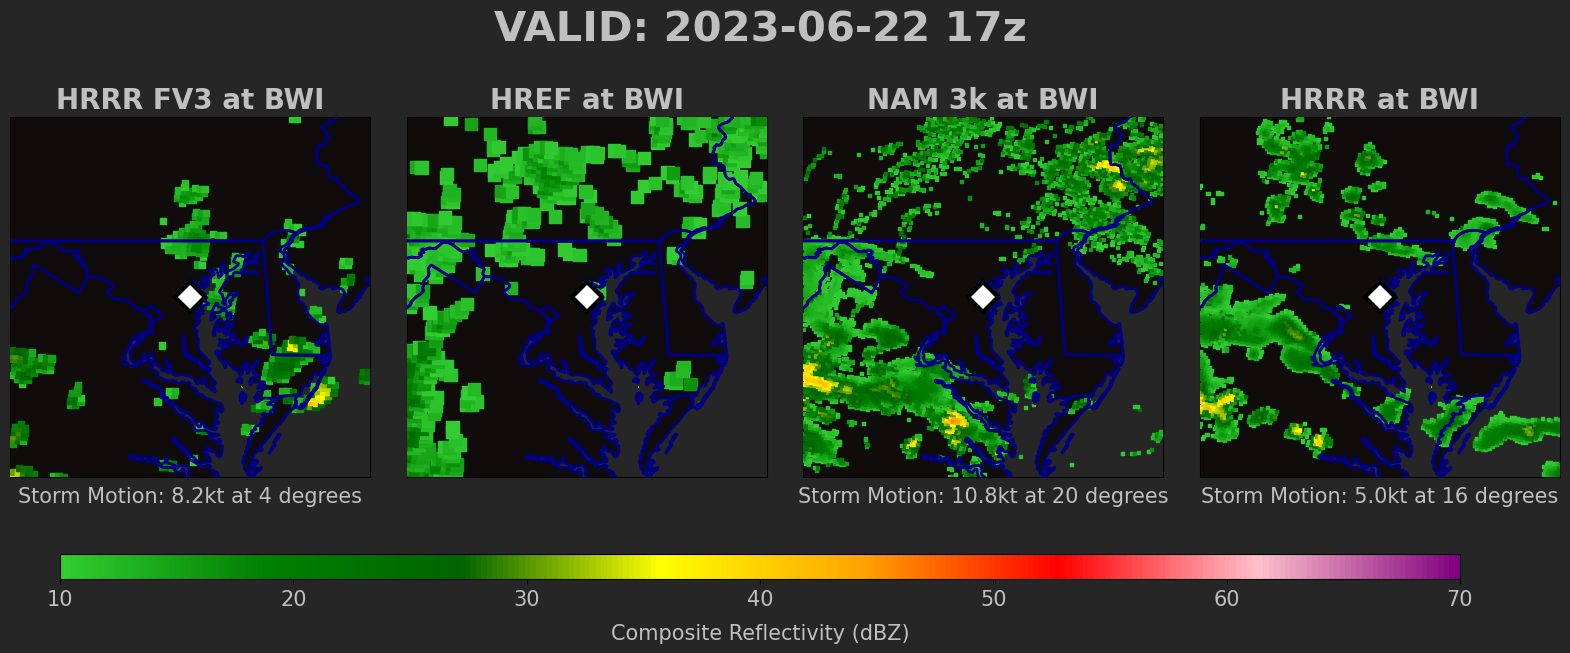 VALID: 2023-06-22 17z
HRRR FV3 at BWI
HREF at BWI
NAM 3k at BWI
HRRR at BWI
Storm Motion: 8.2kt at 4 degrees
Storm Motion: 10.8kt at 20 degrees
Storm Motion: 5.0kt at 16 degrees
10 20 30 40 50 60 70
Composite Reflectivity (dBZ)